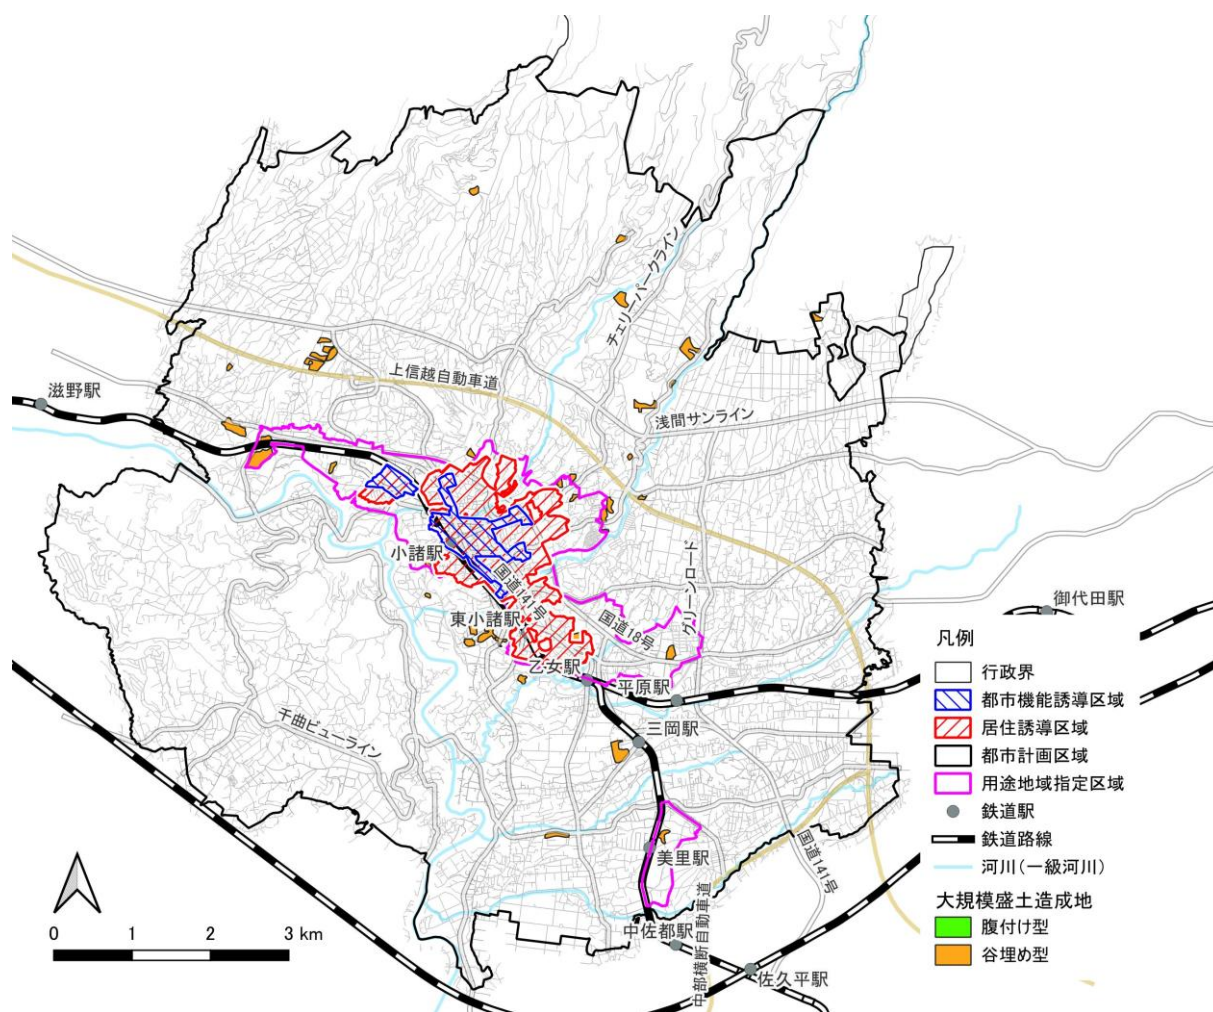 チェリーパークライン
上信越自動車道
滋野駅
浅間サンライン
小諸駅
国道141号
グリーンロード
東小諸駅
国道18号
御代田駅
乙女駅
平原駅
三岡駅
千曲ビューライン
美里駅
国道141号
中佐都駅
中部横断自動車道
佐久平駅
凡例
行政界
都市機能誘導区域
居住誘導区域
都市計画区域
用途地域指定区域
鉄道駅
鉄道路線
河川(一級河川)
大規模盛土造成地
腹付け型
谷埋め型
0 1 2 3 km